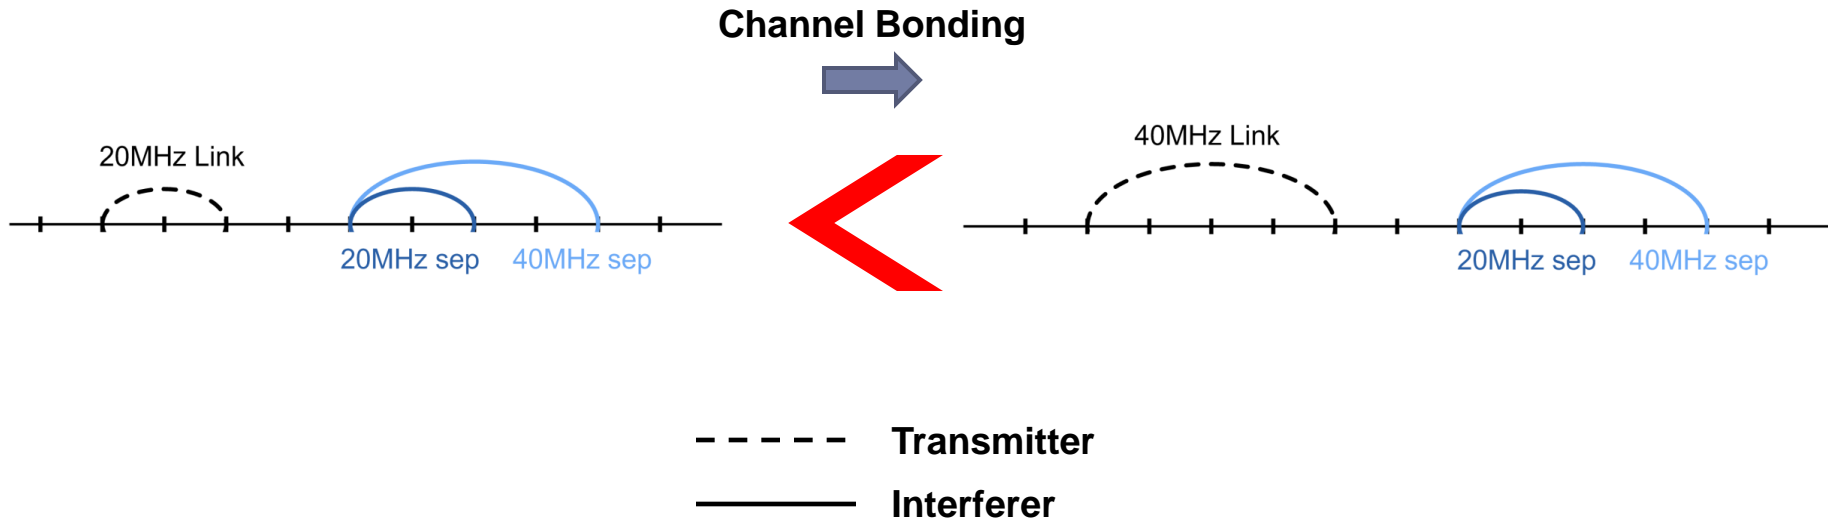 Channel Bonding
20MHz Link
20MHz sep
40MHz sep
40MHz Link
20MHz sep
40MHz sep
Transmitter
Interferer